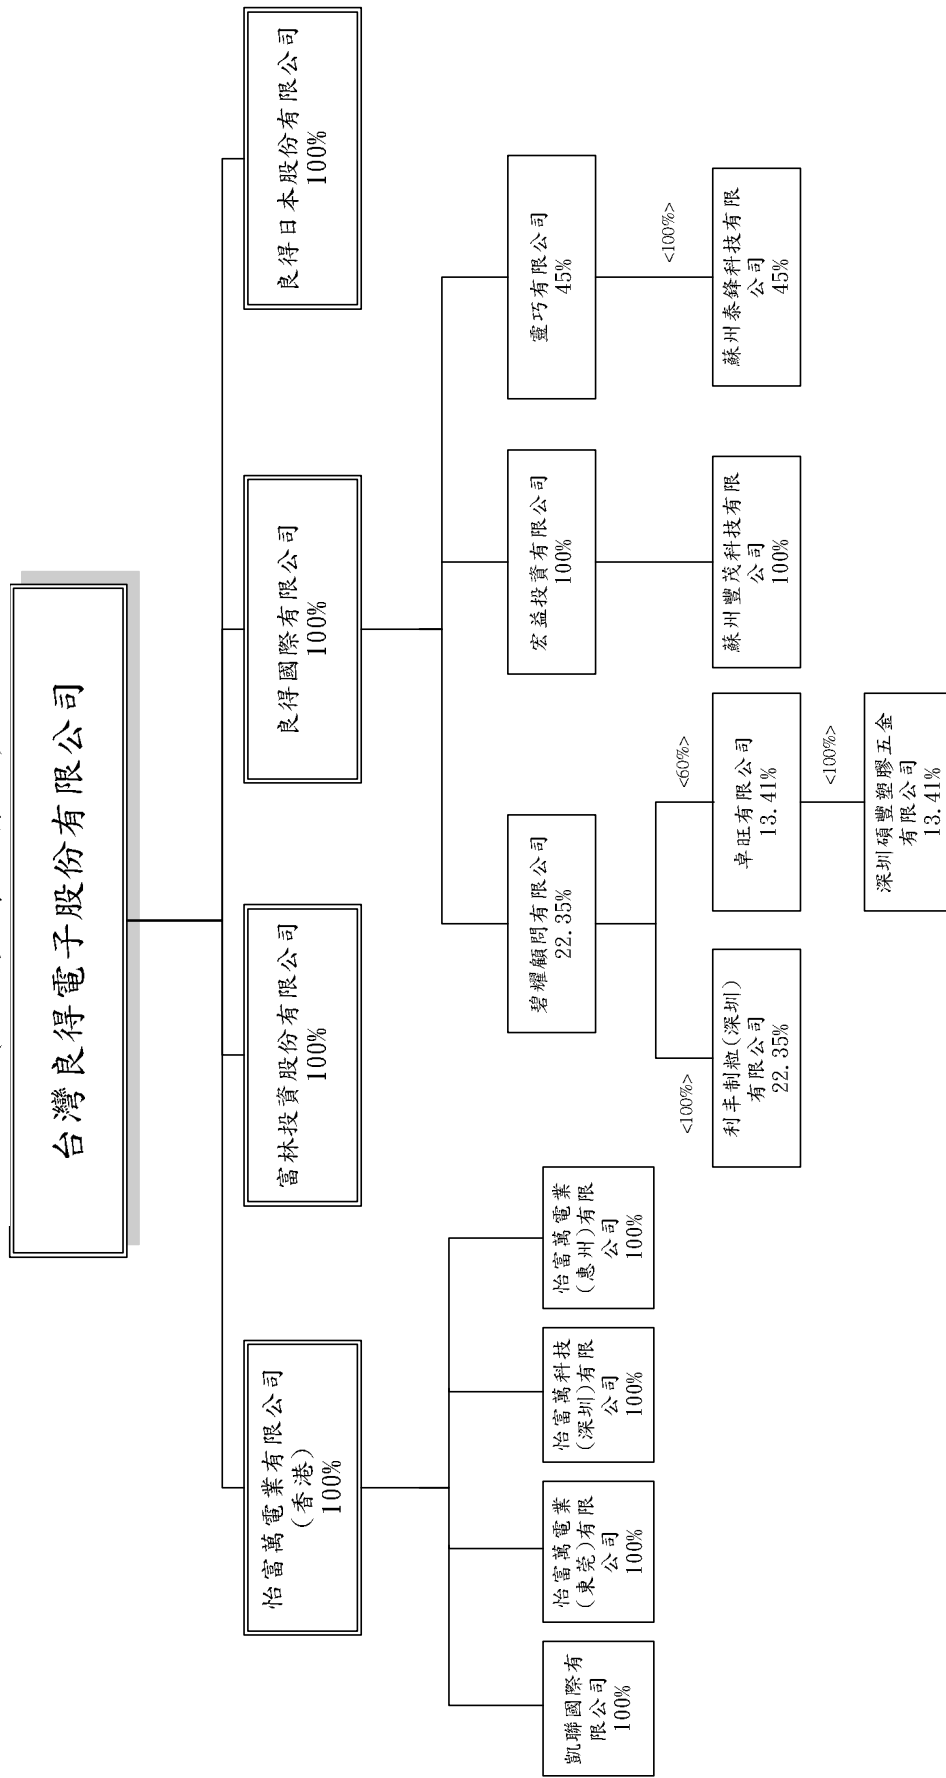 台灣良得電子股份有限公司
怡富萬電業有限公司
(香港)
100%
富林投資股份有限公司
100%
良得國際有限公司
100%
良得日本股份有限公司
100%
凱聯國際有
限公司
100%
怡富萬電業
(東莞)有限
公司
100%
怡富萬科技
(深圳)有限
公司
100%
怡富萬電業
(惠州)有限
公司
100%
碧耀顧問有限公司
22.35%
宏益投資有限公司
100%
靈巧有限公司
45%
<100%>
<60%>
<100%>
利丰制粒(深圳)
有限公司
22.35%
卓旺有限公司
13.41%
蘇州豐茂科技有限
公司
100%
蘇州泰鋒科技有限
公司
45%
<100%>
深圳碩豐塑膠五金
有限公司
13.41%